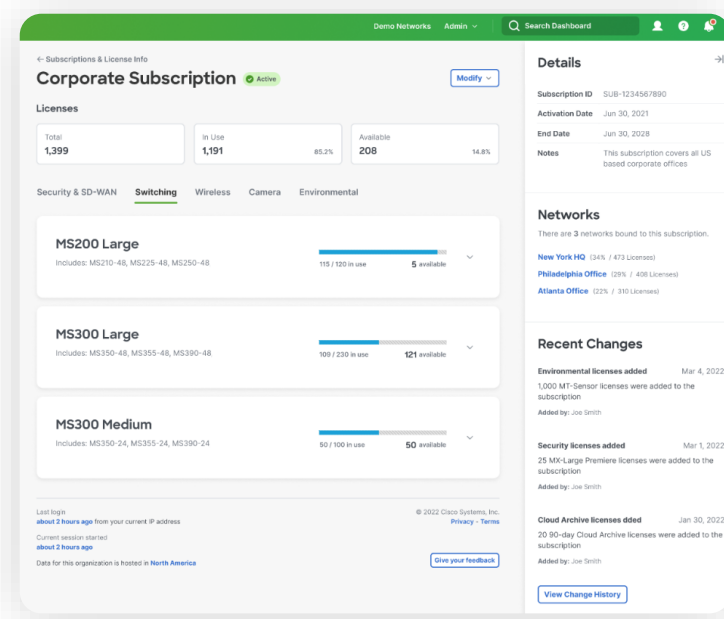 Demo Networks Admin Search Dashboard
← Subscriptions & License Info
Corporate Subscription Active
Modify
Licenses
Total
1,399
In Use
1,191 85.2%
Available
208 14.8%
Security & SD-WAN Switching Wireless Camera Environmental
MS200 Large
Includes: MS210-48, MS225-48, MS250-48
115 / 120 in use 5 available
MS300 Large
Includes: MS350-48, MS355-48, MS390-48
109 / 230 in use 121 available
MS300 Medium
Includes: MS350-24, MS355-24, MS390-24
50 / 100 in use 50 available
Last login
about 2 hours ago from your current IP address
Current session started
about 2 hours ago
Data for this organization is hosted in North America
© 2022 Cisco Systems, Inc.
Privacy - Terms
Give your feedback
Details
Subscription ID SUB-1234567890
Activation Date Jun 30, 2021
End Date Jun 30, 2028
Notes This subscription covers all US
based corporate offices
Networks
There are 3 networks bound to this subscription.
New York HQ (34% / 473 Licenses)
Philadelphia Office (29% / 408 Licenses)
Atlanta Office (22% / 310 Licenses)
Recent Changes
Environmental licenses added Mar 4, 2022
1,000 MT-Sensor licenses were added to the
subscription
Added by: Joe Smith
Security licenses added Mar 1, 2022
25 MX-Large Premiere licenses were added to the
subscription
Added by: Joe Smith
Cloud Archive licenses dded Jan 30, 2022
20 90-day Cloud Archive licenses were added to the
subscription
Added by: Joe Smith
View Change History